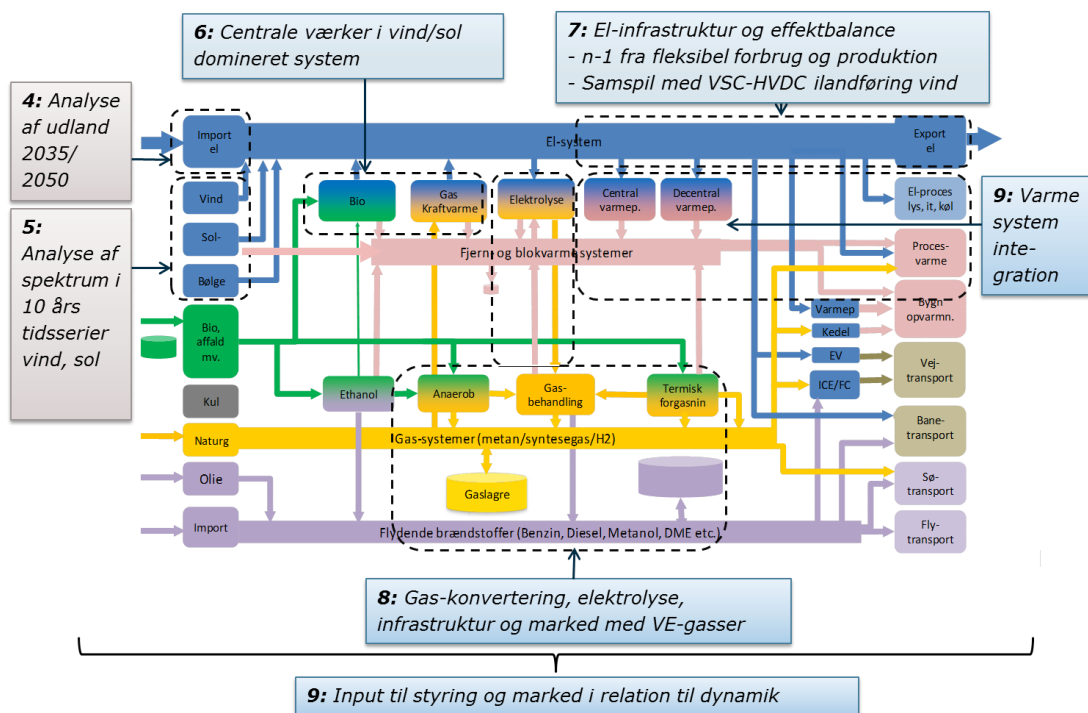 6: Centrale værker i vind/sol
domineret system
7: El-infrastruktur og effektbalance
- n-1 fra fleksibel forbrug og produktion
- Samspil med VSC-HVDC ilandføring vind
4: Analyse
af udland
2035/
2050
Import
el
El-system
Export
el
5:
Analyse af
spektrum i
10 års
tidsserier
vind, sol
Vind
Sol-
Bølge
Bio
Gas
Kraftvarme
Elektrolyse
Central
varmep.
Decentral
varmep.
El-proces
lys, it, køl
9: Varme
system
inte-
gration
Fjern- og blokvarme systemer
Proces-
varme
Bygn
opvarmn.
Bio,
affald
mv.
Varmep
Kedel
EV
ICE/FC
Vej-
transport
Kul
Ethanol
Anaerob
Gas-
behandling
Termisk
forgasnin
Bane-
transport
Naturg
Gas-systemer (metan/syntesegas/H2)
Olie
Gaslagre
Sø-
transport
Import
Flydende brændstoffer (Benzin, Diesel, Metanol, DME etc.)
Fly-
transport
8: Gas-konvertering, elektrolyse,
infrastruktur og marked med VE-gasser
9: Input til styring og marked i relation til dynamik